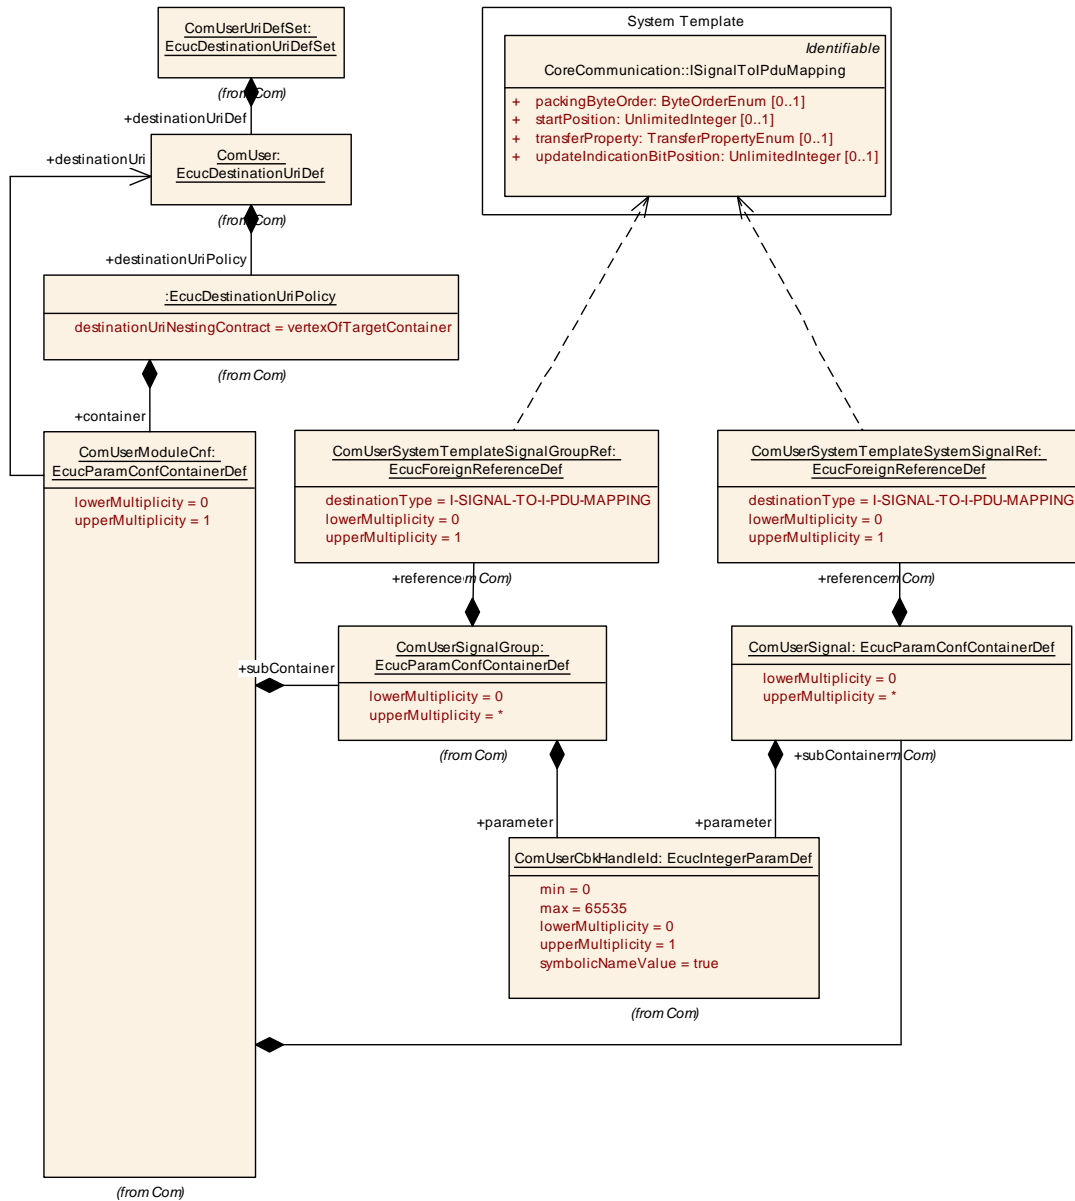 ComUserUriDefSet:
EcucDestinationUriDefSet
(from Com)
+destinationUriDef
+destinationUri
ComUser:
EcucDestinationUriDef
(from Com)
+destinationUriPolicy
:EcucDestinationUriPolicy
destinationUriNestingContract = vertexOfTargetContainer
(from Com)
+container
System Template
Identifiable
CoreCommunication::ISignalToIPduMapping
+ packingByteOrder: ByteOrderEnum [0..1]
+ startPosition: UnlimitedInteger [0..1]
+ transferProperty: TransferPropertyEnum [0..1]
+ updateIndicationBitPosition: UnlimitedInteger [0..1]
ComUserModuleCnf:
EcucParamConfContainerDef
lowerMultiplicity = 0
upperMultiplicity = 1
(from Com)
ComUserSystemTemplateSignalGroupRef:
EcucForeignReferenceDef
destinationType = I-SIGNAL-TO-I-PDU-MAPPING
lowerMultiplicity = 0
upperMultiplicity = 1
+reference
m Com)
ComUserSystemTemplateSystemSignalRef:
EcucForeignReferenceDef
destinationType = I-SIGNAL-TO-I-PDU-MAPPING
lowerMultiplicity = 0
upperMultiplicity = 1
+reference
m Com)
+subContainer
ComUserSignalGroup:
EcucParamConfContainerDef
lowerMultiplicity = 0
upperMultiplicity = *
(from Com)
ComUserSignal: EcucParamConfContainerDef
lowerMultiplicity = 0
upperMultiplicity = *
+subContainer
m Com)
+parameter
+parameter
ComUserCbkHandleId: EcucIntegerParamDef
min = 0
max = 65535
lowerMultiplicity = 0
upperMultiplicity = 1
symbolicNameValue = true
(from Com)